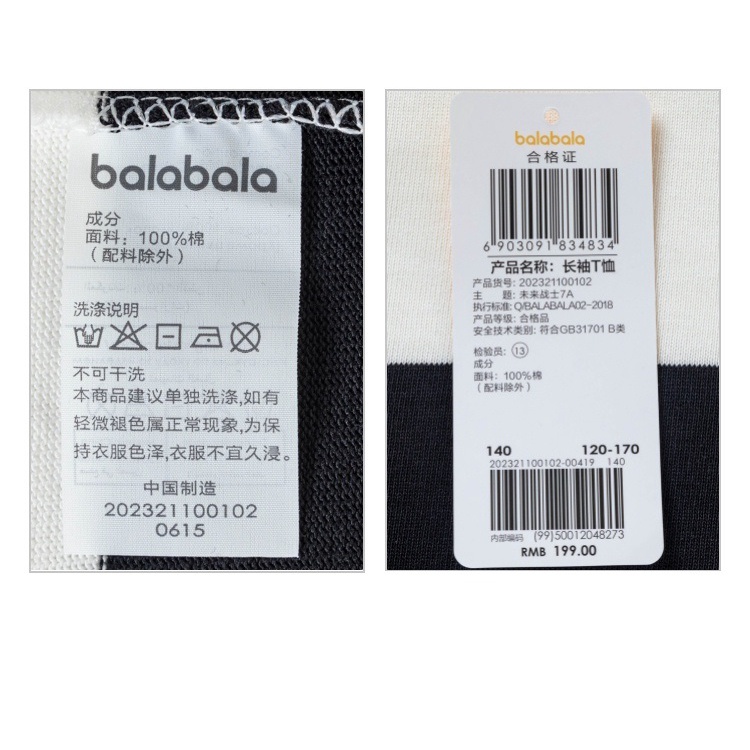 balabala
成分
面料：100%棉
（配料除外）
洗涤说明
不可干洗
本商品建议单独洗涤,如有
轻微褪色属正常现象,为保
持衣服色泽,衣服不宜久浸。
中国制造
202321100102
0615
balabala
合格证
6 903091 834834
产品名称：长袖T恤
产品货号: 202321100102
主 题: 未来战士7A
执行标准: Q/BALABALA02-2018
产品等级: 合格品
安全技术类别: 符合GB31701 B类
检验员: ⑬
成分
面料：100%棉
（配料除外）
140 120-170
202321100102-00419 140
内部编码 (99)50012048273
RMB 199.00